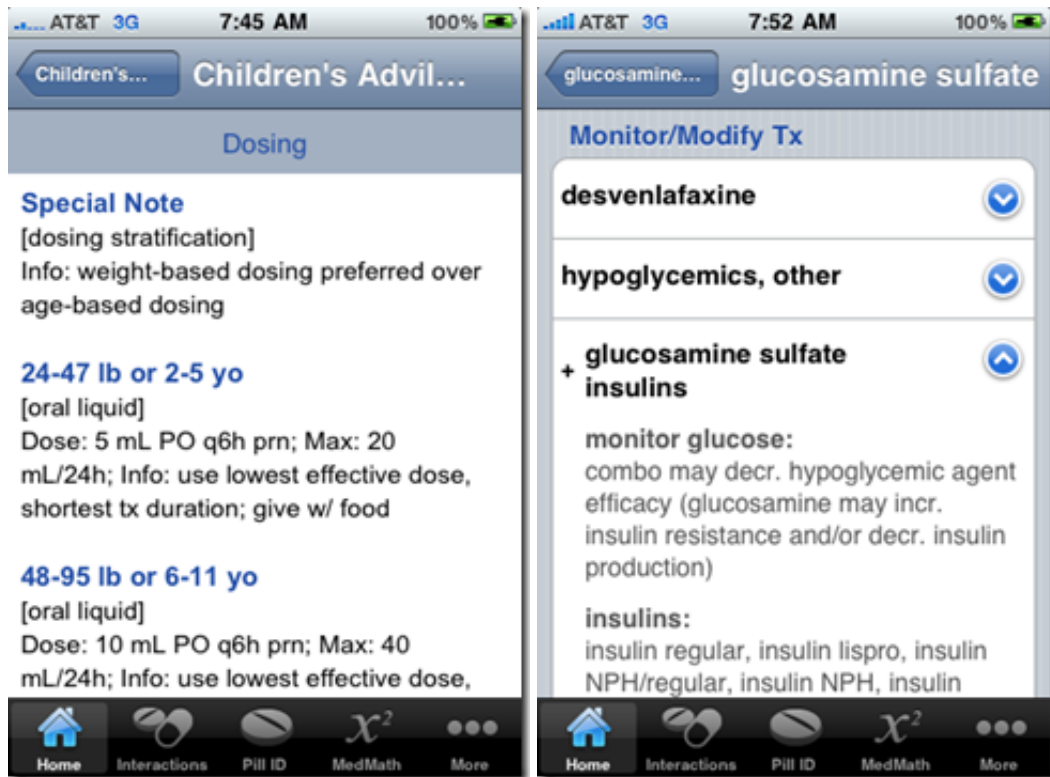 AT&T 3G 7:45 AM 100%
Children's... Children's Advil...
Dosing
Special Note
[dosing stratification]
Info: weight-based dosing preferred over
age-based dosing
24-47 lb or 2-5 yo
[oral liquid]
Dose: 5 mL PO q6h prn; Max: 20
mL/24h; Info: use lowest effective dose,
shortest tx duration; give w/ food
48-95 lb or 6-11 yo
[oral liquid]
Dose: 10 mL PO q6h prn; Max: 40
mL/24h; Info: use lowest effective dose,
Home Interactions Pill ID MedMath More
AT&T 3G 7:52 AM 100%
glucosamine... glucosamine sulfate
Monitor/Modify Tx
desvenlafaxine
hypoglycemics, other
+ glucosamine sulfate
insulins
monitor glucose:
combo may decr. hypoglycemic agent
efficacy (glucosamine may incr.
insulin resistance and/or decr. insulin
production)
insulins:
insulin regular, insulin lispro, insulin
NPH/regular, insulin NPH, insulin
Home Interactions Pill ID MedMath More